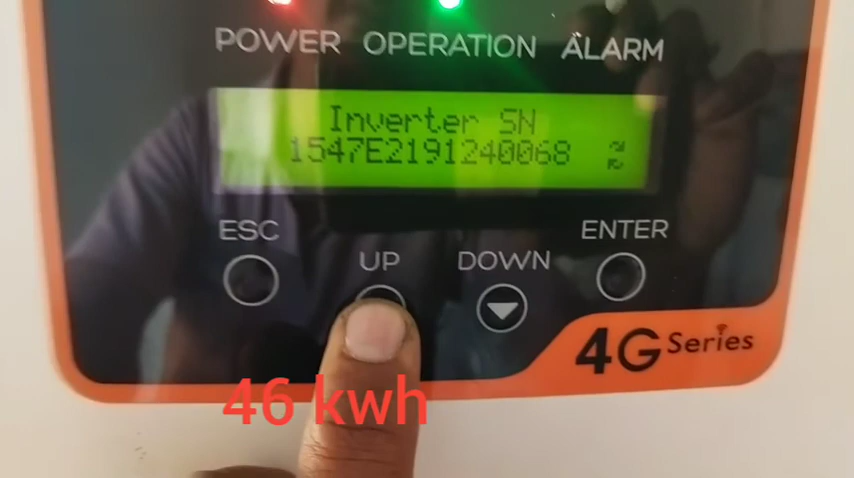 POWER OPERATION ALARM
Inverter SN
1547E2191240068
ESC UP DOWN ENTER
4G Series
46 kwh